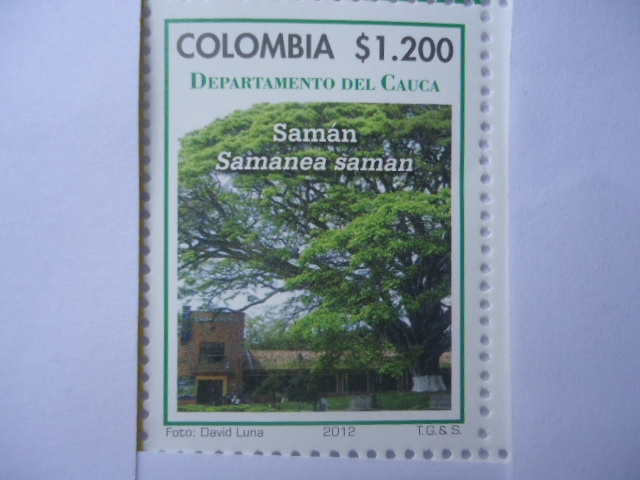 COLOMBIA $1.200
DEPARTAMENTO DEL CAUCA
Samán
Samanea saman
Foto: David Luna 2012 T.G.& S.